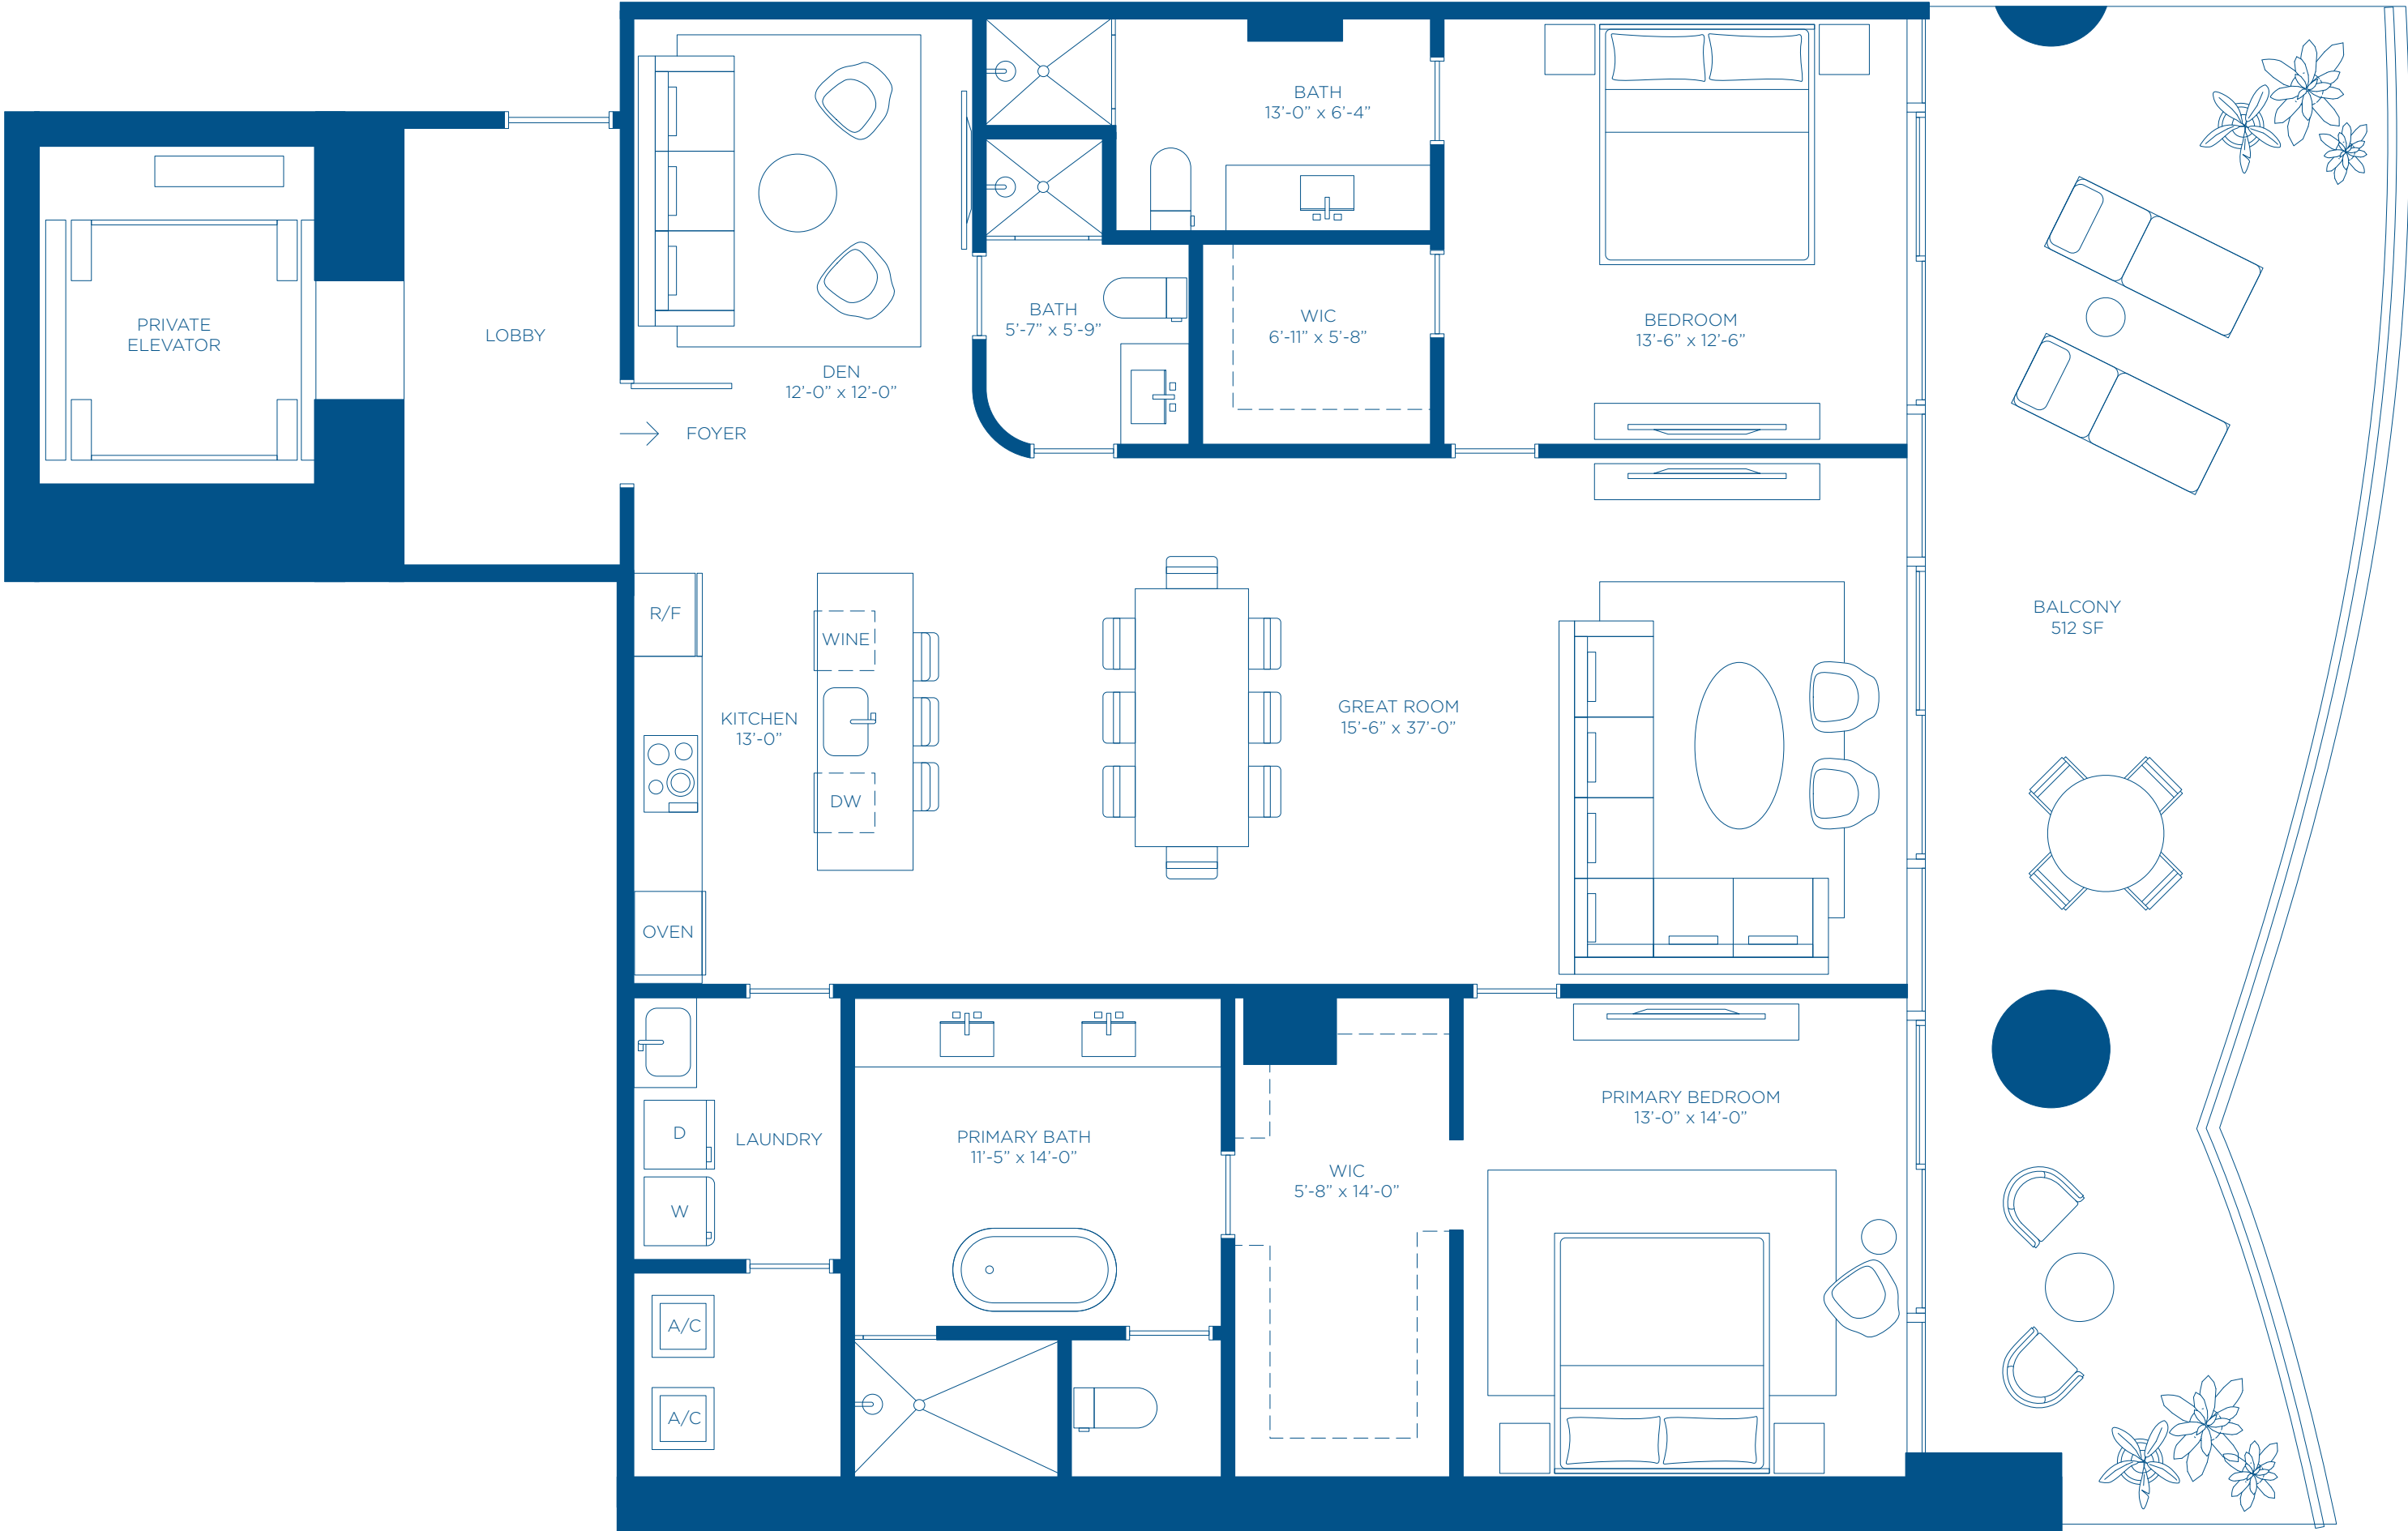 BATH
13’-0” x 6’-4”
PRIVATE
ELEVATOR
LOBBY
DEN
12'-0” x 12’-0”
BATH
5’-7” x 5’-9”
WIC
6’-11” x 5’-8”
BEDROOM
13’-6” x 12’-6”
FOYER
R/F
WINE
KITCHEN
13’-0”
DW
OVEN
GREAT ROOM
15’-6” x 37’-0”
BALCONY
512 SF
D
W
LAUNDRY
A/C
A/C
PRIMARY BATH
11’-5” x 14’-0”
WIC
5’-8” x 14’-0”
PRIMARY BEDROOM
13’-0” x 14’-0”